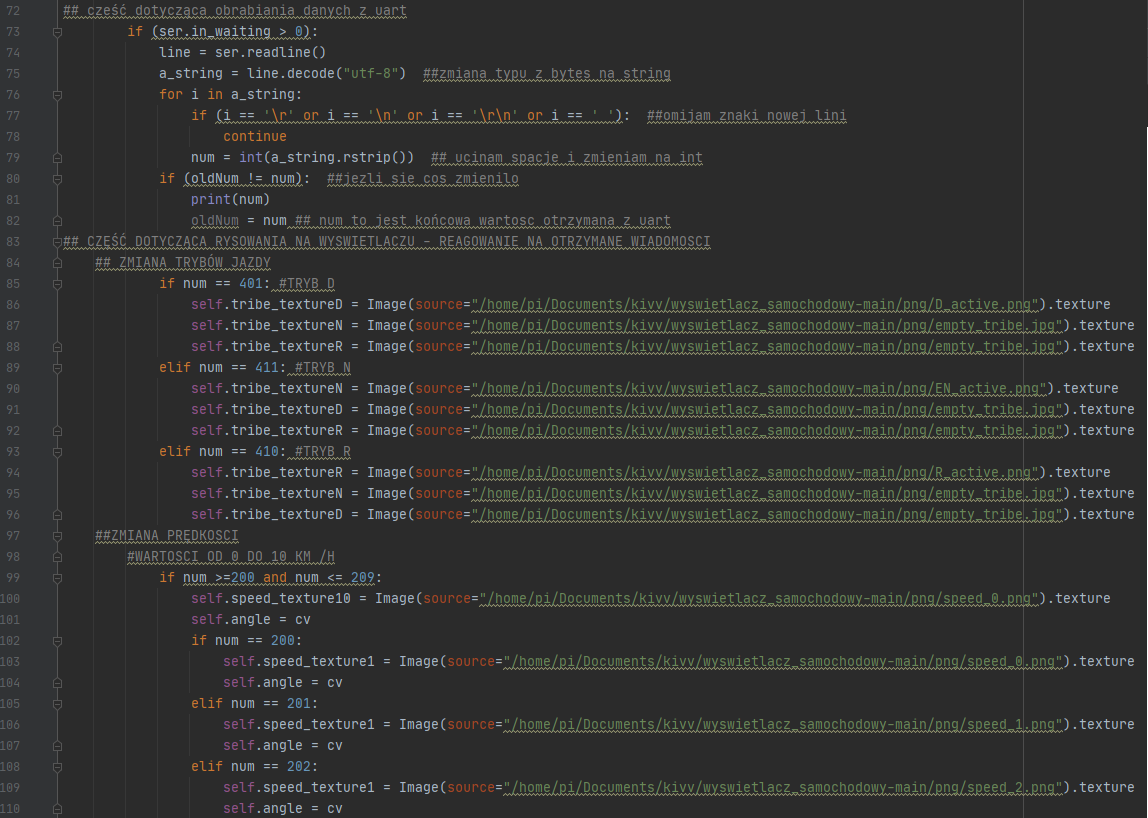 72 ## cześć dotycząca obrabiania danych z uart
73 if (ser.in_waiting > 0):
74 line = ser.readline()
75 a_string = line.decode("utf-8")  ##zmiana typu z bytes na string
76 for i in a_string:
77 if (i == '\r' or i == '\n' or i == '\r\n' or i == ' '):  ##omijam znaki nowej lini
78 continue
79 num = int(a_string.rstrip())  ## ucinam spacje i zmieniam na int
80 if (oldNum != num):  ##jezli sie cos zmienilo
81 print(num)
82 oldNum = num ## num to jest końcowa wartosc otrzymana z uart
83 ## CZĘŚĆ DOTYCZĄCA RYSOWANIA NA WYSWIETLACZU - REAGOWANIE NA OTRZYMANE WIADOMOSCI
84 ## ZMIANA TRYBÓW JAZDY
85 if num == 401: #TRYB D
86 self.tribe_textureD = Image(source="/home/pi/Documents/kivv/wyswietlacz_samochodowy-main/png/D_active.png").texture
87 self.tribe_textureN = Image(source="/home/pi/Documents/kivv/wyswietlacz_samochodowy-main/png/empty_tribe.jpg").texture
88 self.tribe_textureR = Image(source="/home/pi/Documents/kivv/wyswietlacz_samochodowy-main/png/empty_tribe.jpg").texture
89 elif num == 411: #TRYB N
90 self.tribe_textureN = Image(source="/home/pi/Documents/kivv/wyswietlacz_samochodowy-main/png/EN_active.png").texture
91 self.tribe_textureD = Image(source="/home/pi/Documents/kivv/wyswietlacz_samochodowy-main/png/empty_tribe.jpg").texture
92 self.tribe_textureR = Image(source="/home/pi/Documents/kivv/wyswietlacz_samochodowy-main/png/empty_tribe.jpg").texture
93 elif num == 410: #TRYB R
94 self.tribe_textureR = Image(source="/home/pi/Documents/kivv/wyswietlacz_samochodowy-main/png/R_active.png").texture
95 self.tribe_textureN = Image(source="/home/pi/Documents/kivv/wyswietlacz_samochodowy-main/png/empty_tribe.jpg").texture
96 self.tribe_textureD = Image(source="/home/pi/Documents/kivv/wyswietlacz_samochodowy-main/png/empty_tribe.jpg").texture
97 ##ZMIANA PREDKOSCI
98 #WARTOSCI OD 0 DO 10 KM /H
99 if num >=200 and num <= 209:
100 self.speed_texture10 = Image(source="/home/pi/Documents/kivv/wyswietlacz_samochodowy-main/png/speed_0.png").texture
101 self.angle = cv
102 if num == 200:
103 self.speed_texture1 = Image(source="/home/pi/Documents/kivv/wyswietlacz_samochodowy-main/png/speed_0.png").texture
104 self.angle = cv
105 elif num == 201:
106 self.speed_texture1 = Image(source="/home/pi/Documents/kivv/wyswietlacz_samochodowy-main/png/speed_1.png").texture
107 self.angle = cv
108 elif num == 202:
109 self.speed_texture1 = Image(source="/home/pi/Documents/kivv/wyswietlacz_samochodowy-main/png/speed_2.png").texture
110 self.angle = cv